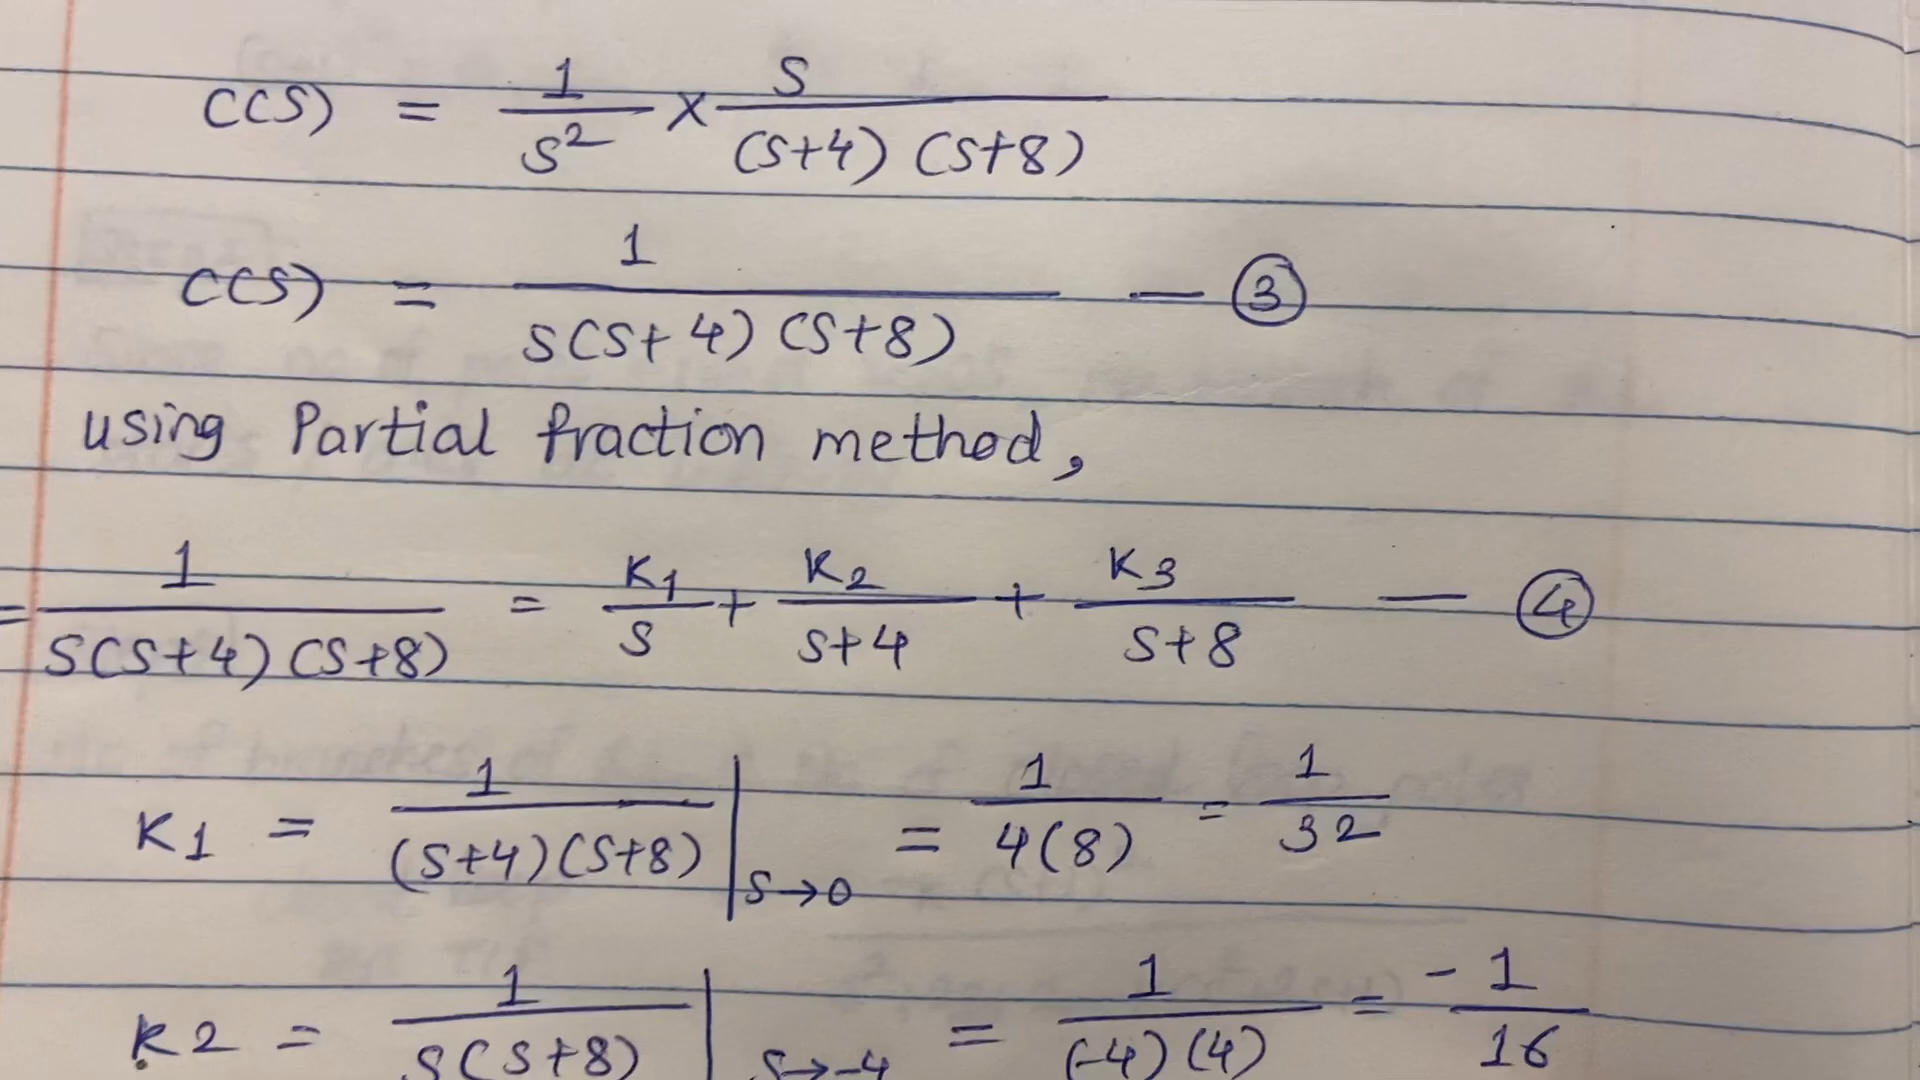 C(S) = 1/S² × S/(S+4) (S+8)
C(S) = 1/S(S+4) (S+8) — ③
using Partial fraction method,
= 1/S(S+4) (S+8) = K1/S + K2/S+4 + K3/S+8 — ④
K1 = 1/(S+4)(S+8) |S→0 = 1/4(8) = 1/32
K2 = 1/S(S+8) |S→-4 = 1/(-4)(4) = -1/16